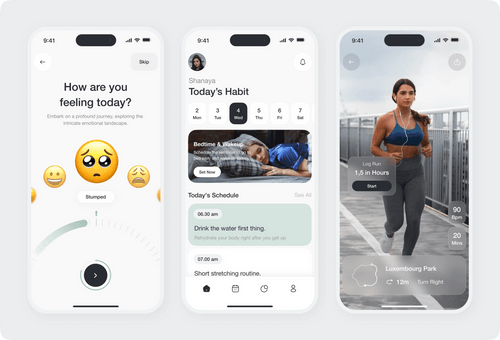 9:41
Skip
How are you
feeling today?
Embark on a profound journey, exploring the
intricate emotional landscape.
Stumped
9:41
Shanaya
Today's Habit
2 3 4 5 6 7
Mon Tue Wed Thu Fri Sat
Bedtime & Wakeup
Set Now
Today's Schedule See All
06.30 am
Drink the water first thing.
Rehydrate your body right after you get up
07.00 am
Short stretching routine.
9:41
Log Run
1,5 in Hours
Start
90
Bpm
20
Mins
Luxembourg Park
12m Turn Right